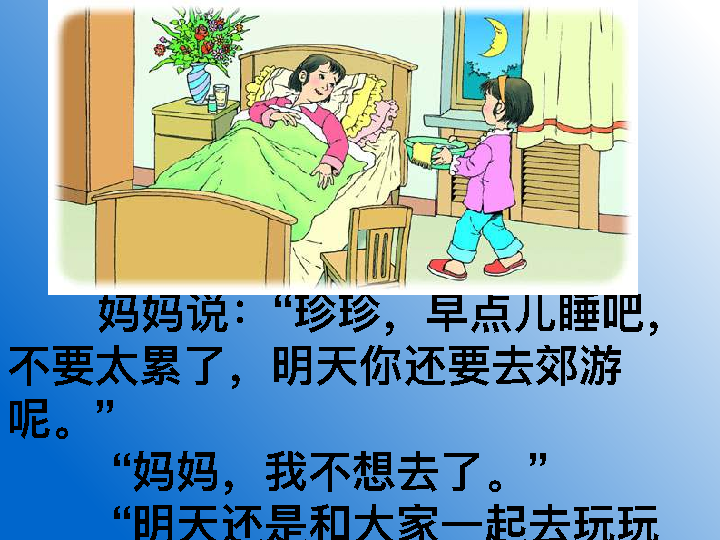 妈妈说：“珍珍，早点儿睡吧，
不要太累了，明天你还要去郊游
呢。”
“妈妈，我不想去了。”
“明天还是和大家一起去玩玩